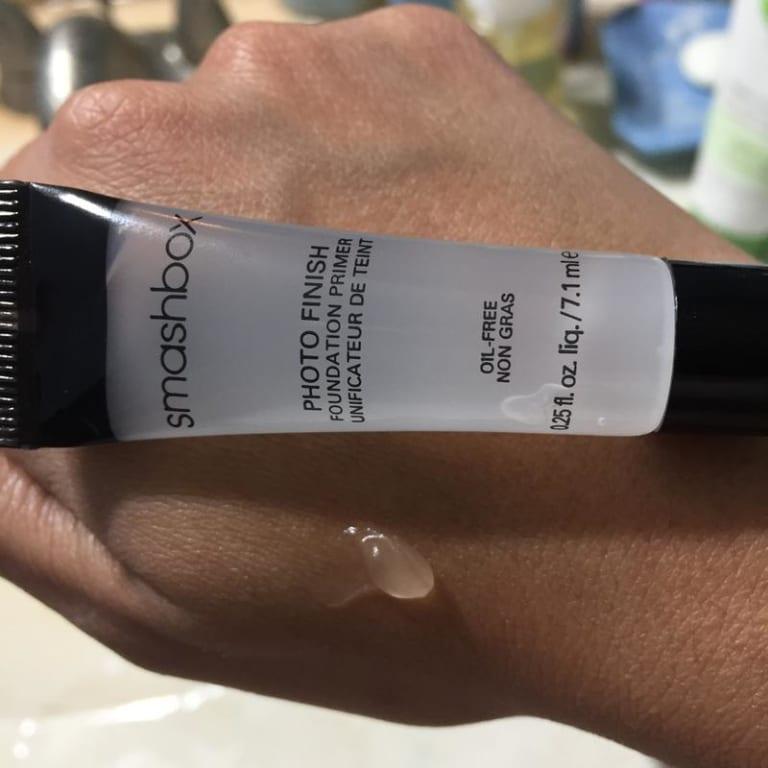 smashbox
PHOTO FINISH
FOUNDATION PRIMER
UNIFICATEUR DE TEINT
OIL-FREE
NON GRAS
0.25 fl. oz. liq./7.1 ml e